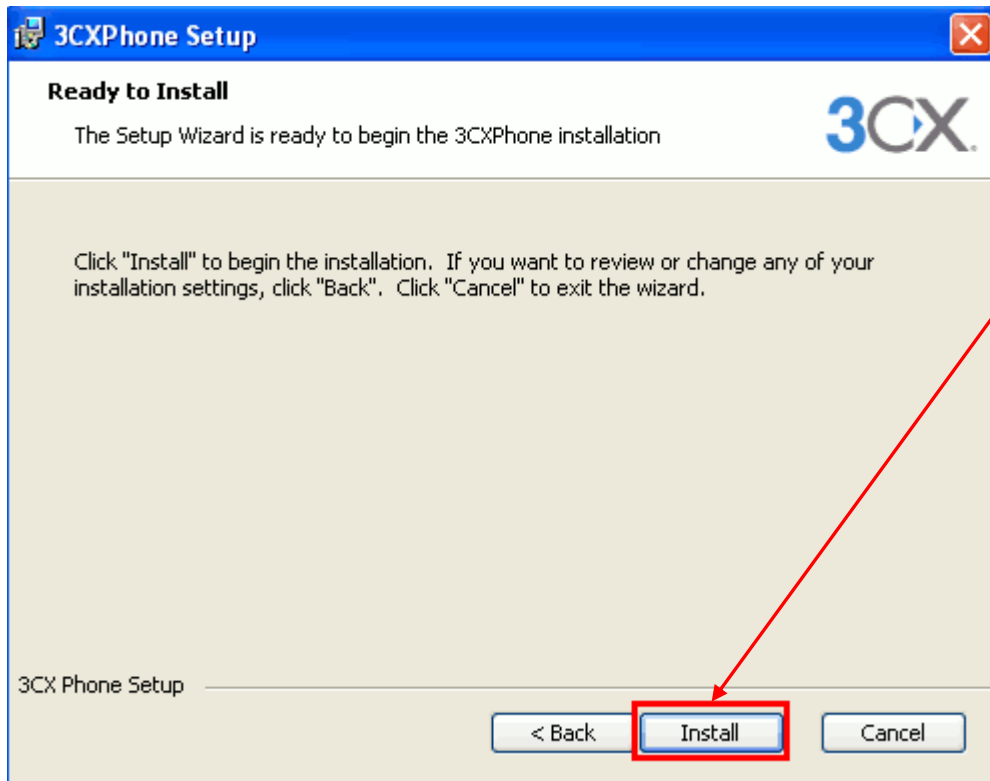 3CXPhone Setup
Ready to Install
The Setup Wizard is ready to begin the 3CXPhone installation
3CX.
Click "Install" to begin the installation.  If you want to review or change any of your
installation settings, click "Back".  Click "Cancel" to exit the wizard.
3CX Phone Setup
< Back
Install
Cancel